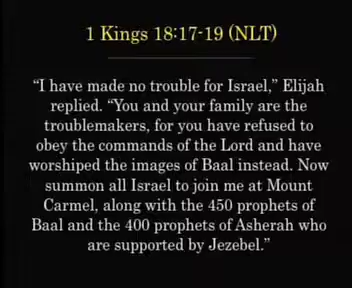 1 Kings 18:17-19 (NLT)
“I have made no trouble for Israel,” Elijah
replied. “You and your family are the
troublemakers, for you have refused to
obey the commands of the Lord and have
worshiped the images of Baal instead. Now
summon all Israel to join me at Mount
Carmel, along with the 450 prophets of
Baal and the 400 prophets of Asherah who
are supported by Jezebel.”